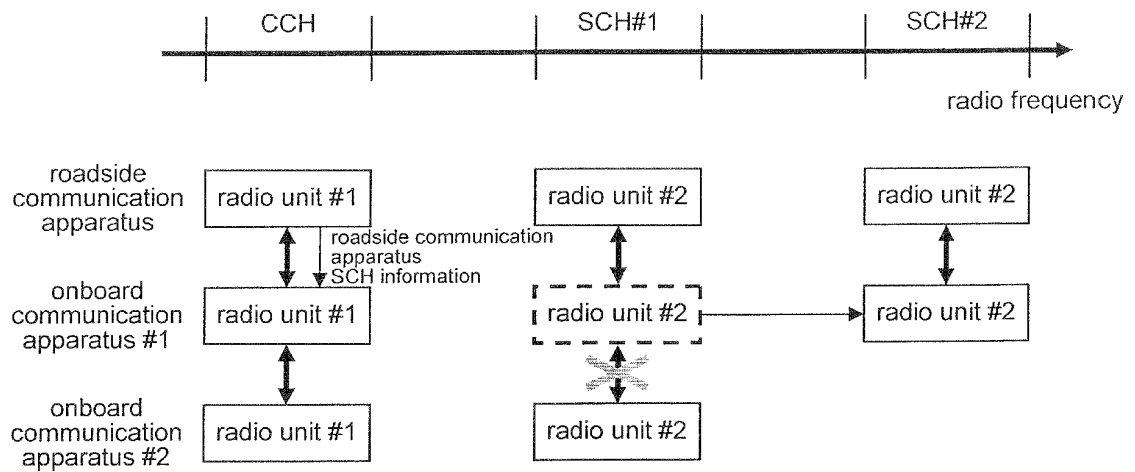 CCH
SCH#1
SCH#2
radio frequency
roadside
communication
apparatus
radio unit #1
radio unit #2
radio unit #2
roadside communication
apparatus
SCH information
onboard
communication
apparatus #1
radio unit #1
radio unit #2
radio unit #2
onboard
communication
apparatus #2
radio unit #1
radio unit #2